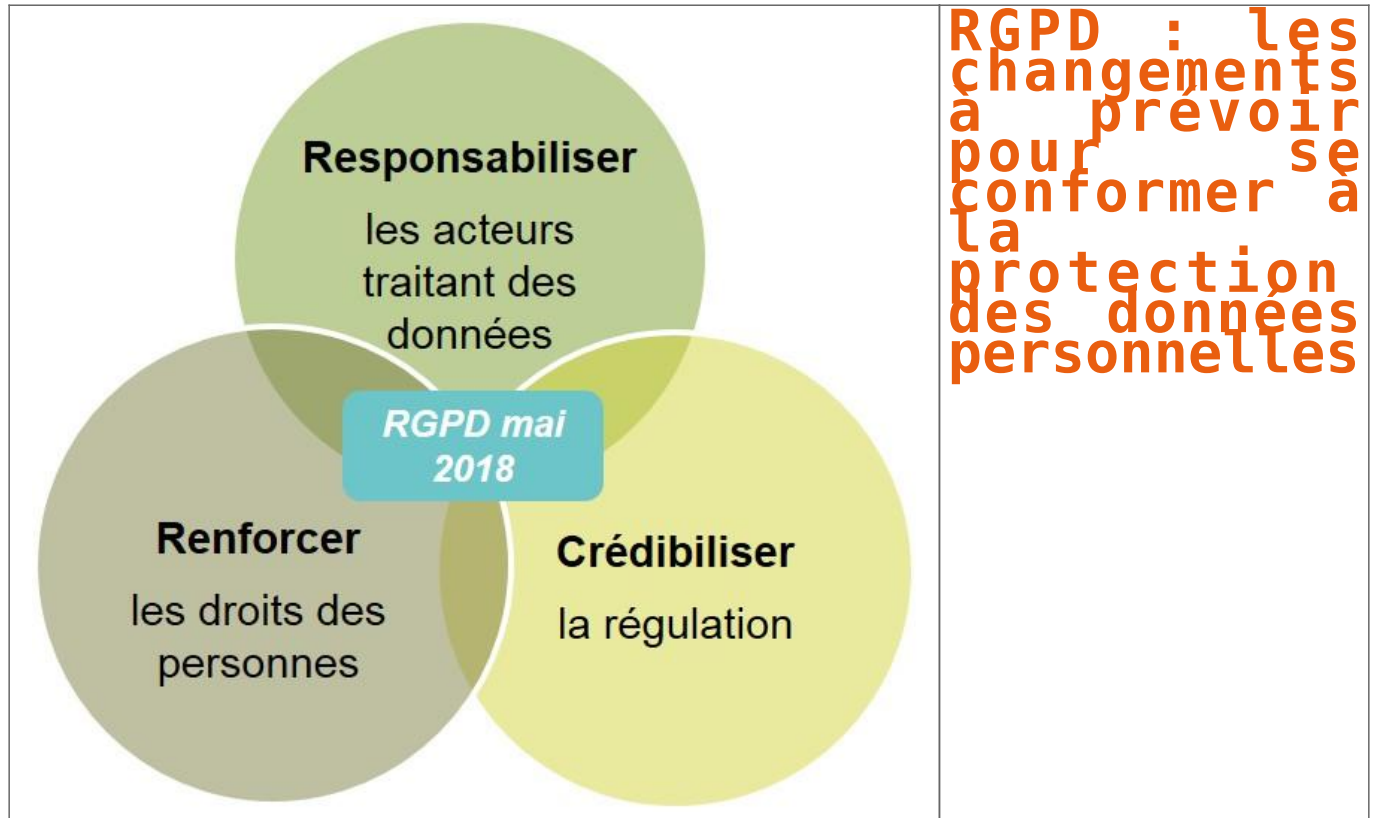 Responsabiliser
les acteurs
traitant des
données
RGPD mai
2018
Renforcer
les droits des
personnes
Crédibiliser
la régulation
RGPD : les
changements
à prévoir
pour se
conformer à
la
protection
des données
personnelles